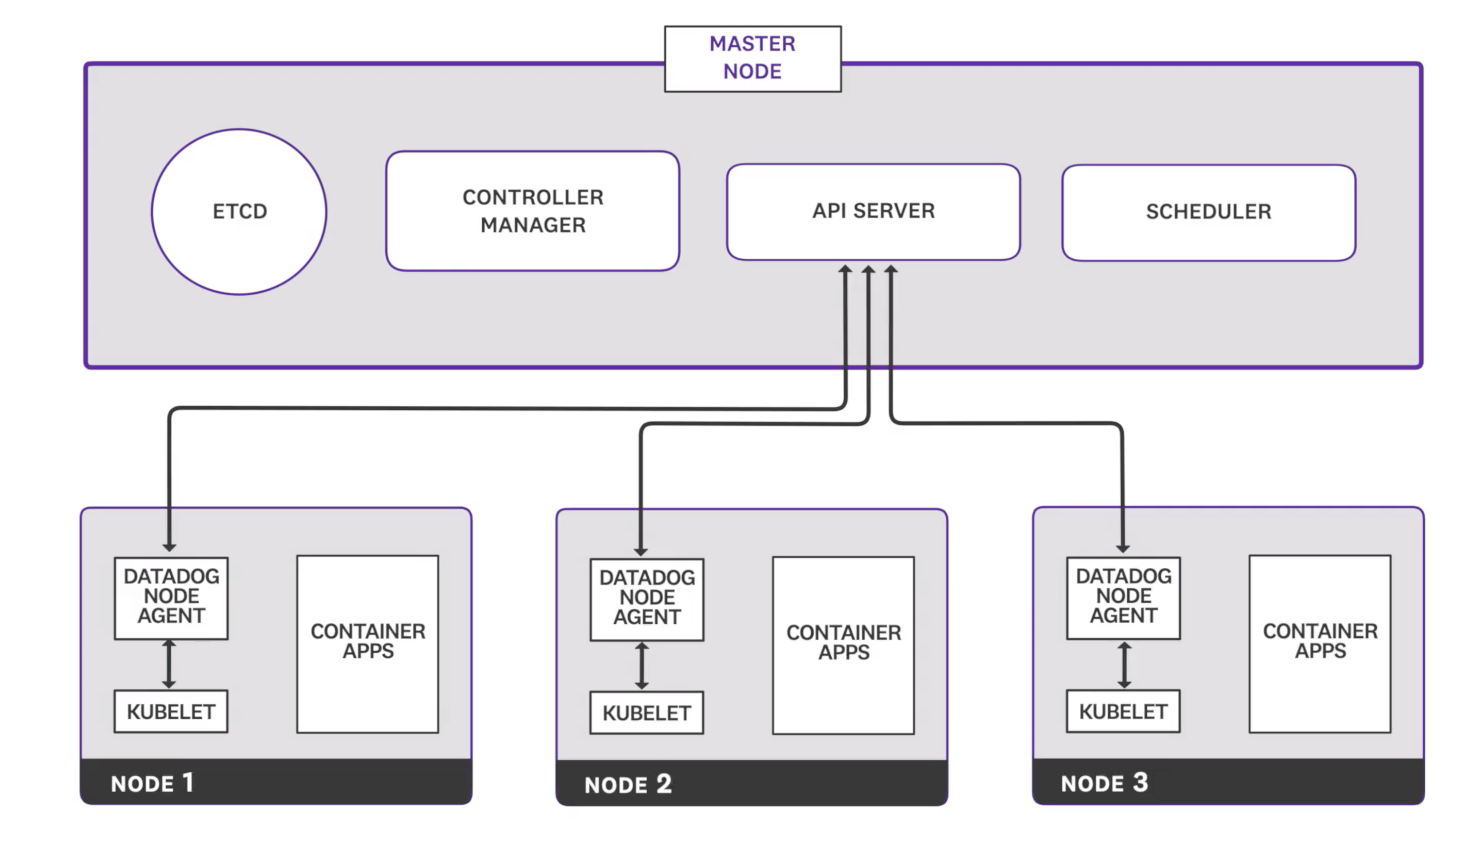 MASTER
NODE
ETCD
CONTROLLER
MANAGER
API SERVER
SCHEDULER
DATADOG
NODE
AGENT
CONTAINER
APPS
KUBELET
NODE 1
DATADOG
NODE
AGENT
CONTAINER
APPS
KUBELET
NODE 2
DATADOG
NODE
AGENT
CONTAINER
APPS
KUBELET
NODE 3